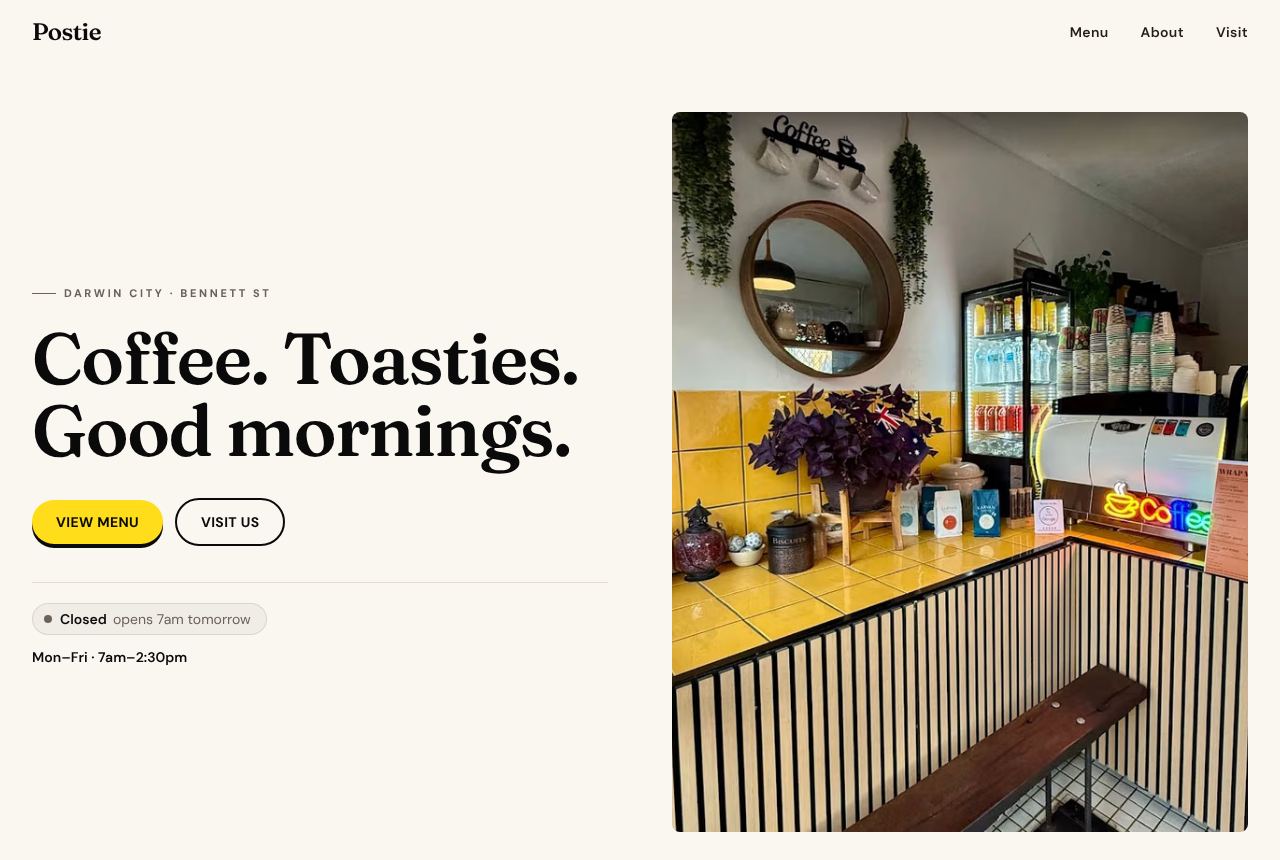 Postie
Menu
About
Visit
DARWIN CITY · BENNETT ST
Coffee. Toasties.
Good mornings.
VIEW MENU
VISIT US
Closed opens 7am tomorrow
Mon–Fri · 7am–2:30pm
Coffee
BISCUITS
Coffee
WRAP